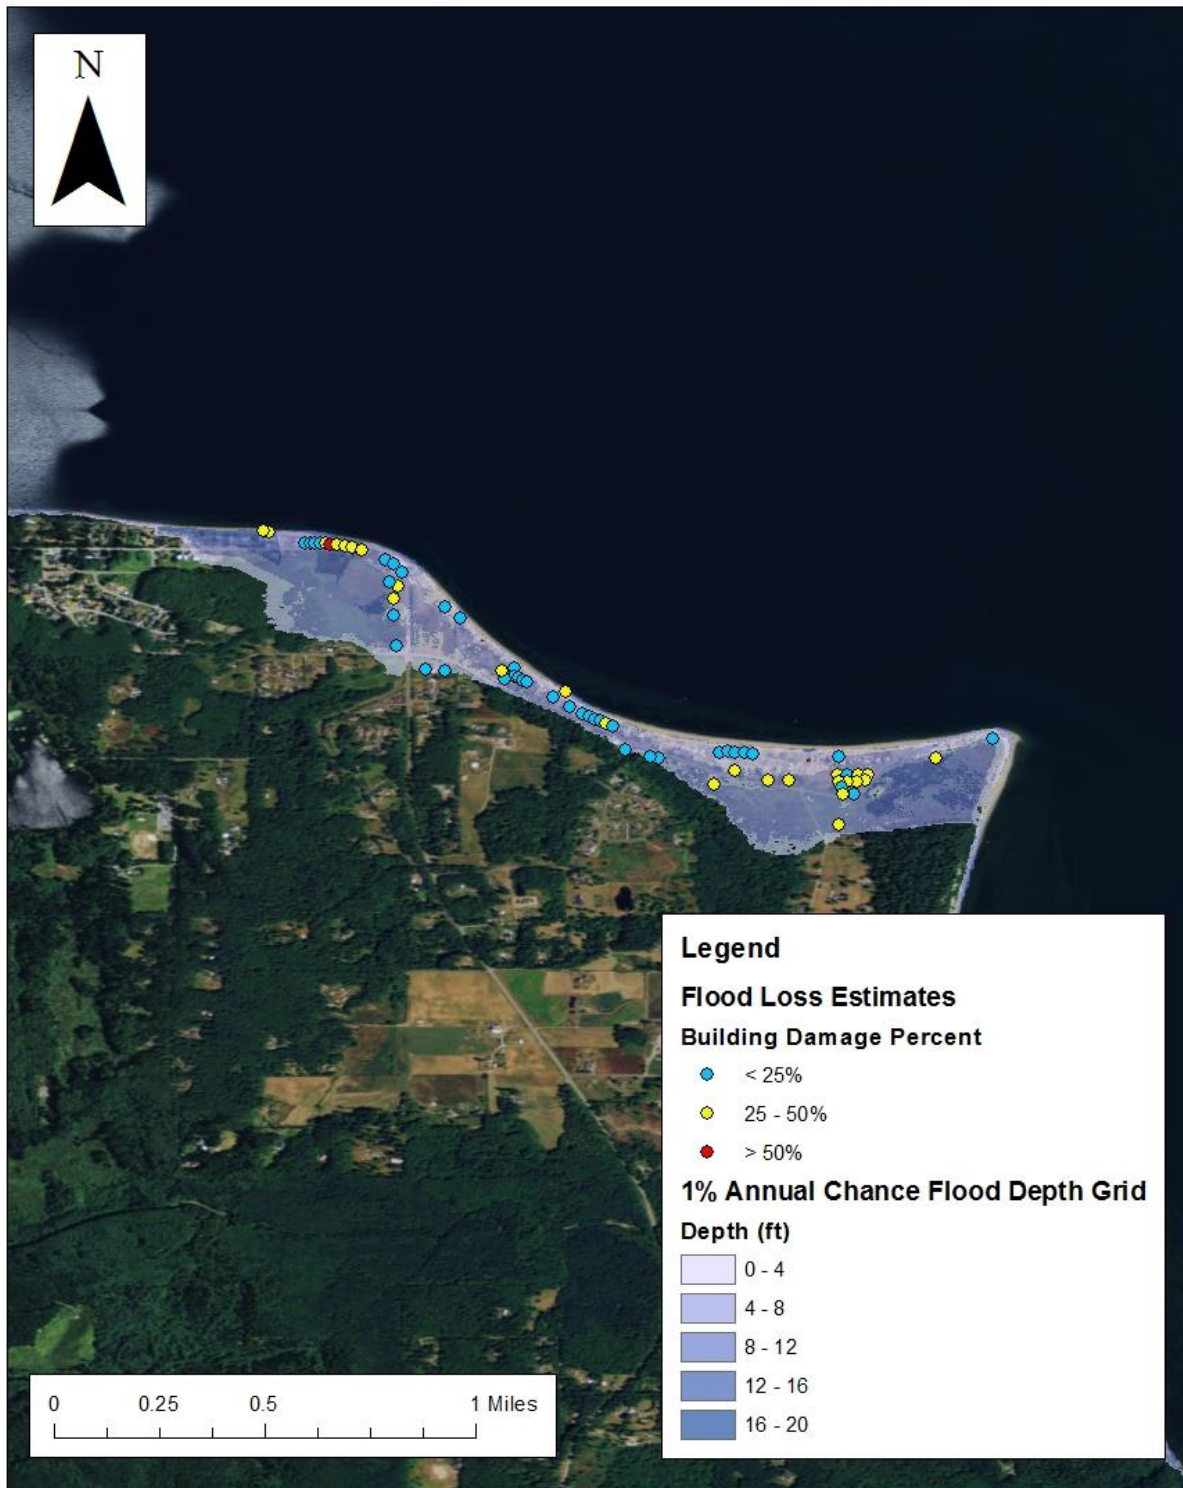 N
Legend
Flood Loss Estimates
Building Damage Percent
< 25%
25 - 50%
> 50%
1% Annual Chance Flood Depth Grid
Depth (ft)
0 - 4
4 - 8
8 - 12
12 - 16
16 - 20
0 0.25 0.5 1 Miles